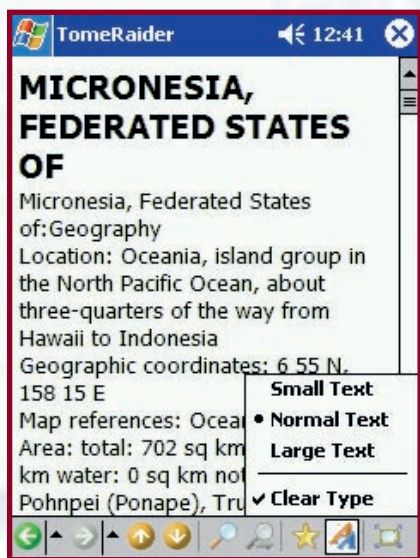 TomeRaider 12:41
MICRONESIA,
FEDERATED STATES
OF
Micronesia, Federated States
of:Geography
Location: Oceania, island group in
the North Pacific Ocean, about
three-quarters of the way from
Hawaii to Indonesia
Geographic coordinates: 6 55 N,
158 15 E
Map references: Ocea
Area: total: 702 sq km
km water: 0 sq km not
Pohnpei (Ponape), Tru
Small Text
Normal Text
Large Text
Clear Type